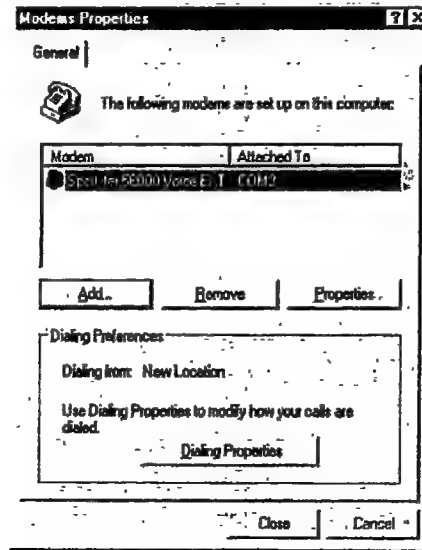 Modems Properties
General
The following modems are set up on this computer:
Modem Attached To
Voice
Add... Remove Properties
Dialing Preferences
Dialing from: New Location
Use Dialing Properties to modify how your calls are
dialed.
Dialing Properties
Close Cancel